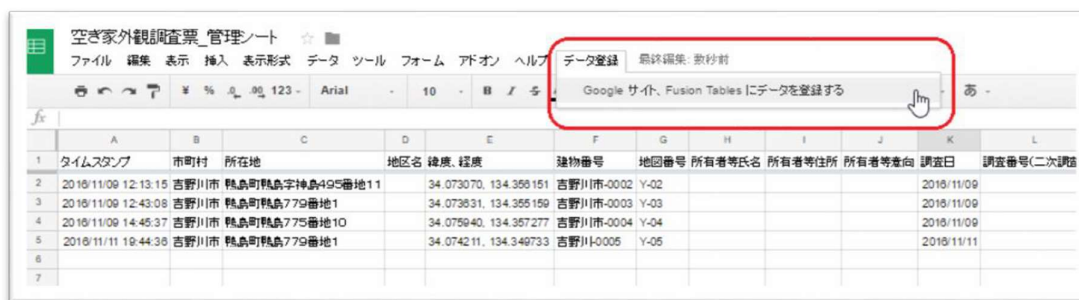 空き家外観調査票_管理シート
ファイル 編集 表示 挿入 表示形式 データ ツール フォーム アドオン ヘルプ データ登録 最終編集: 数秒前
¥ % .0 .00 123 Arial 10 B I S あ
Google サイト、Fusion Tables にデータを登録する
fx
A B C D E F G H I J K L
1 タイムスタンプ 市町村 所在地 地区名 緯度、経度 建物番号 地図番号 所有者等氏名 所有者等住所 所有者等意向 調査日 調査番号(二次調査
2 2016/11/09 12:13:15 吉野川市 鴨島町鴨島字神島495番地11 34.073070, 134.356151 吉野川市-0002 Y-02 2016/11/09
3 2016/11/09 12:43:08 吉野川市 鴨島町鴨島779番地1 34.073631, 134.355159 吉野川市-0003 Y-03 2016/11/09
4 2016/11/09 14:45:37 吉野川市 鴨島町鴨島775番地10 34.075940, 134.357277 吉野川市-0004 Y-04 2016/11/09
5 2016/11/11 19:44:36 吉野川市 鴨島町鴨島779番地1 34.074211, 134.349733 吉野川-0005 Y-05 2016/11/11
6
7